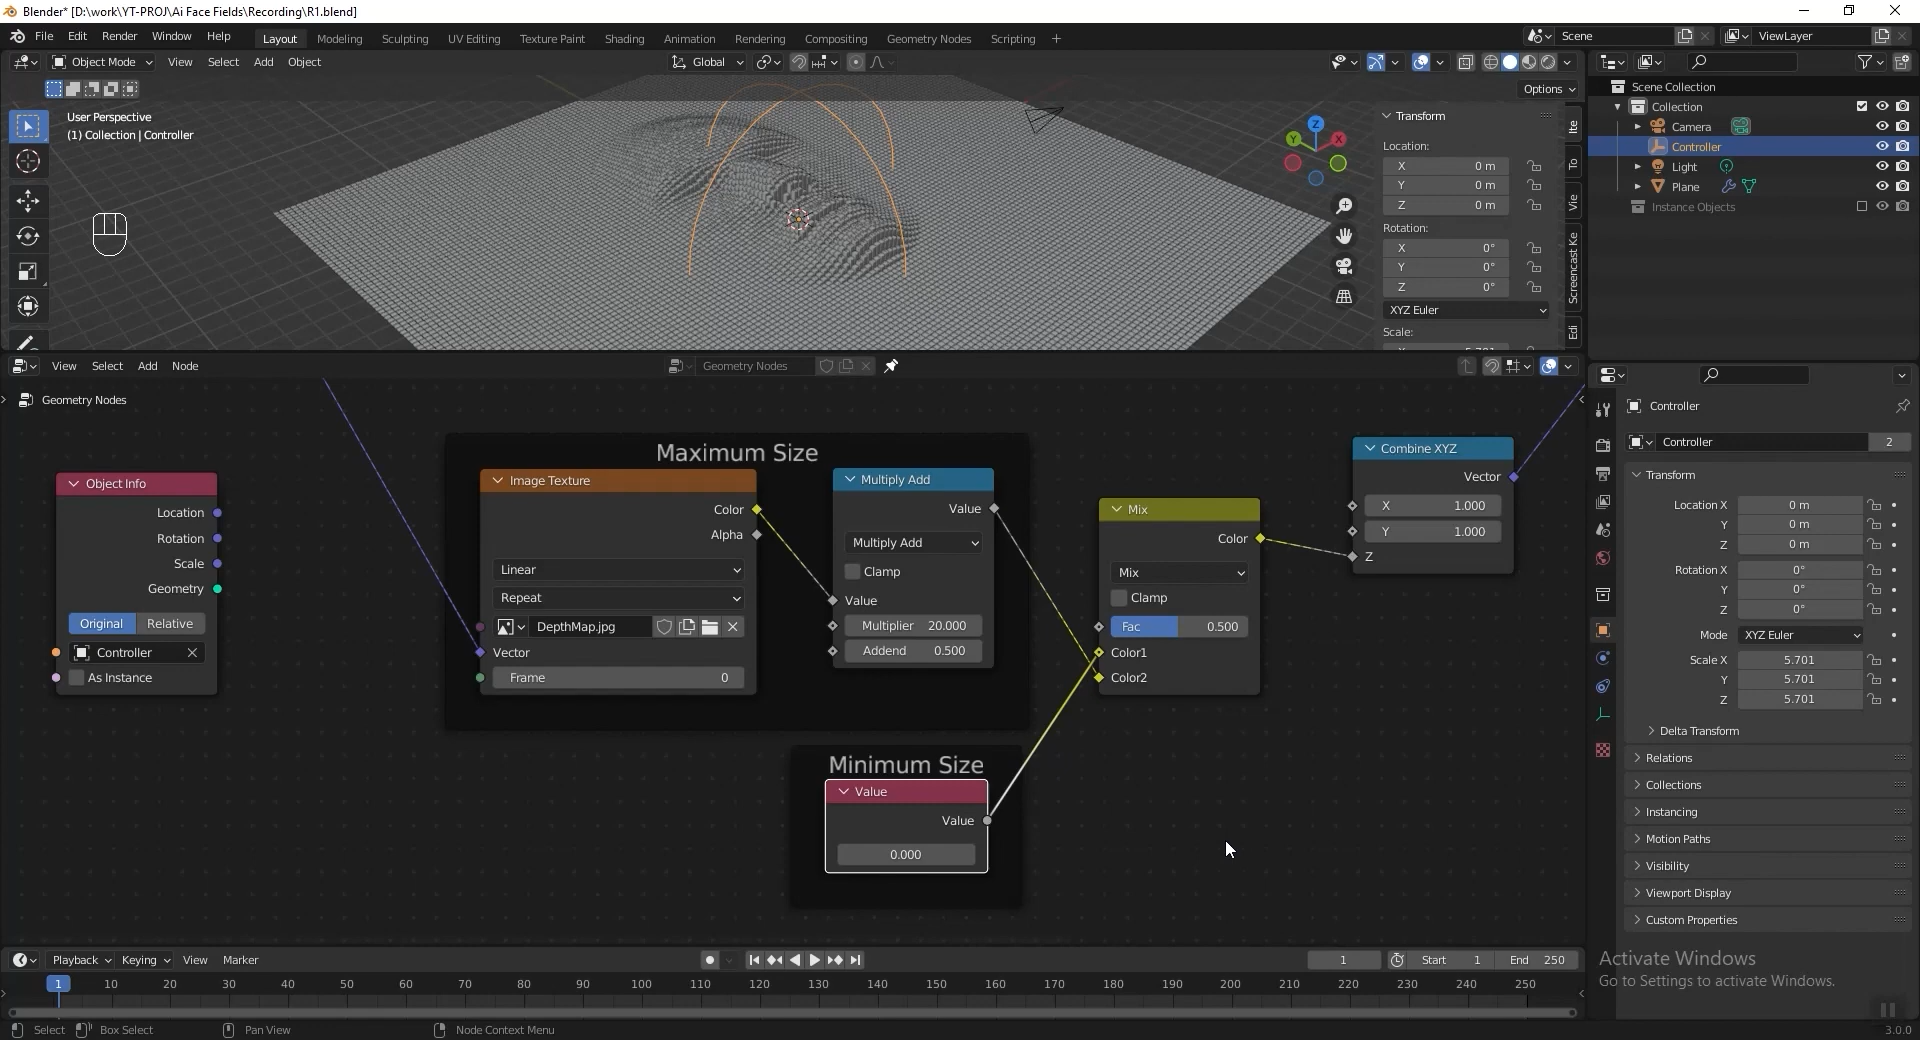 Blender* [D:\work\YT-PROJ\Ai Face Fields\Recording\R1.blend]
File Edit Render Window Help Layout Modeling Sculpting UV Editing Texture Paint Shading Animation Rendering Compositing Geometry Nodes Scripting + Scene ViewLayer
Object Mode View Select Add Object Global
Options
User Perspective
(1) Collection | Controller
Z
Y
X
Transform
Location:
X 0 m
Y 0 m
Z 0 m
Rotation:
X 0°
Y 0°
Z 0°
XYZ Euler
Scale:
Ite
To
Vie
Screencast Ke
Edi
Scene Collection
Collection
Camera
Controller
Light
Plane
Instance Objects
View Select Add Node Geometry Nodes
Geometry Nodes
Object Info
Location
Rotation
Scale
Geometry
Original Relative
Controller
As Instance
Maximum Size
Image Texture
Color
Alpha
Linear
Repeat
DepthMap.jpg
Vector
Frame 0
Multiply Add
Value
Multiply Add
Clamp
Value
Multiplier 20.000
Addend 0.500
Minimum Size
Value
Value
0.000
Mix
Color
Mix
Clamp
Fac 0.500
Color1
Color2
Combine XYZ
Vector
X 1.000
Y 1.000
Z
Controller
Controller 2
Transform
Location X 0 m
Y 0 m
Z 0 m
Rotation X 0°
Y 0°
Z 0°
Mode XYZ Euler
Scale X 5.701
Y 5.701
Z 5.701
Delta Transform
Relations
Collections
Instancing
Motion Paths
Visibility
Viewport Display
Custom Properties
Activate Windows
Go to Settings to activate Windows.
Playback Keying View Marker 1 Start 1 End 250
1 10 20 30 40 50 60 70 80 90 100 110 120 130 140 150 160 170 180 190 200 210 220 230 240 250
Select Box Select Pan View Node Context Menu 3.0.0